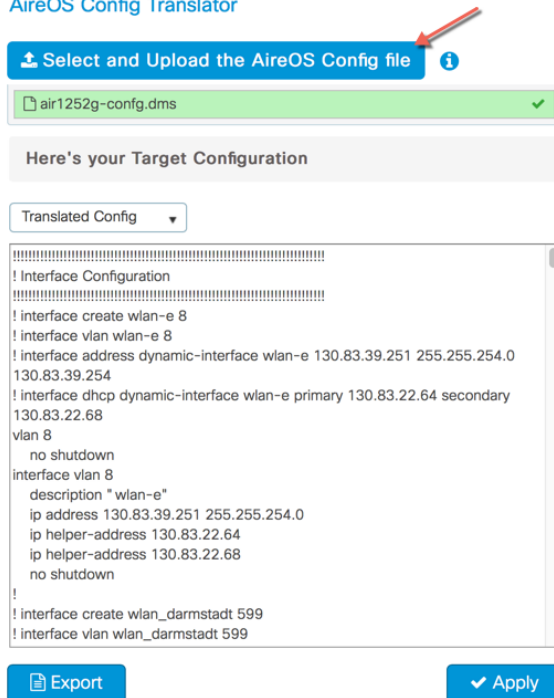 AireOS Config Translator
Select and Upload the AireOS Config file
air1252g-confg.dms
Here's your Target Configuration
Translated Config
!!!!!!!!!!!!!!!!!!!!!!!!!!!!!!!!!!!!!!!!!!!!!!!!!!!!!!!!!!!!!!!!!!!!!!!!!!!!!!
! Interface Configuration
!!!!!!!!!!!!!!!!!!!!!!!!!!!!!!!!!!!!!!!!!!!!!!!!!!!!!!!!!!!!!!!!!!!!!!!!!!!!!!
! interface create wlan-e 8
! interface vlan wlan-e 8
! interface address dynamic-interface wlan-e 130.83.39.251 255.255.254.0
130.83.39.254
! interface dhcp dynamic-interface wlan-e primary 130.83.22.64 secondary
130.83.22.68
vlan 8
no shutdown
interface vlan 8
description " wlan-e"
ip address 130.83.39.251 255.255.254.0
ip helper-address 130.83.22.64
ip helper-address 130.83.22.68
no shutdown
!
! interface create wlan_darmstadt 599
! interface vlan wlan_darmstadt 599
Export
Apply